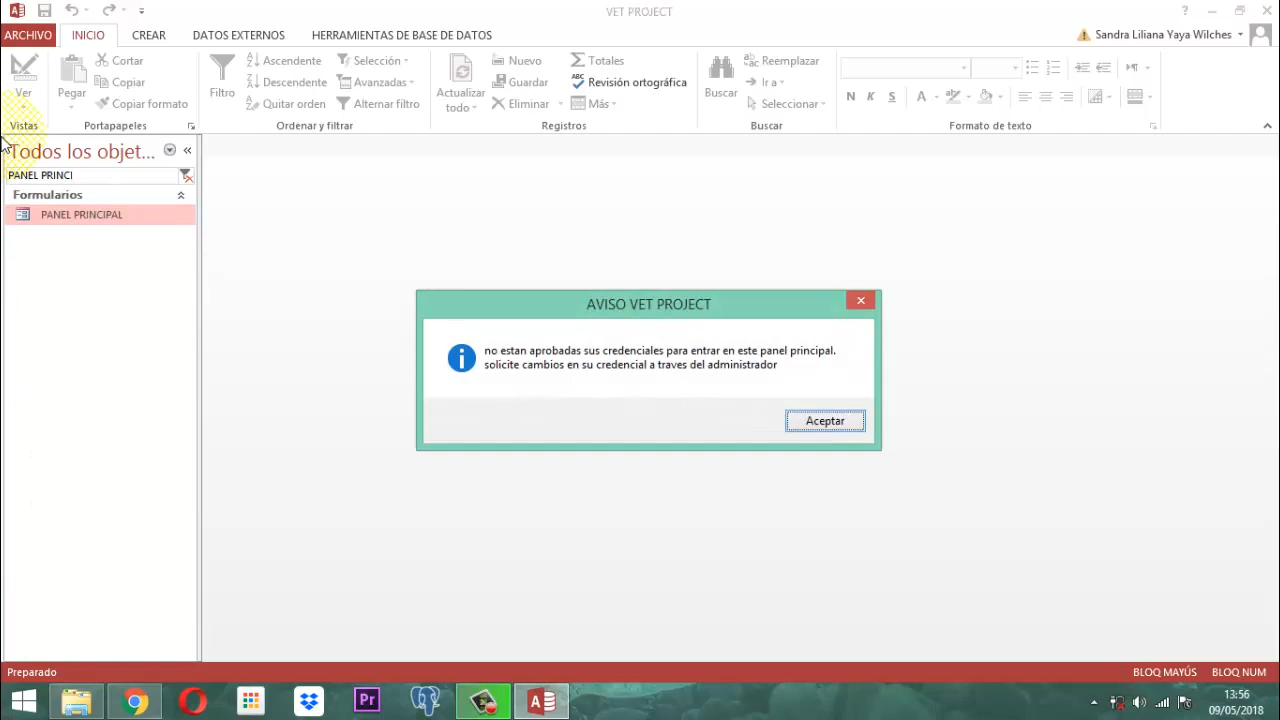 VET PROJECT
?
ARCHIVO INICIO CREAR DATOS EXTERNOS HERRAMIENTAS DE BASE DE DATOS Sandra Liliana Yaya Wilches
Ver
Vistas
Pegar
Cortar
Copiar
Copiar formato
Portapapeles
Filtro
Ascendente
Descendente
Quitar orden
Selección
Avanzadas
Alternar filtro
Ordenar y filtrar
Actualizar
todo
Nuevo
Guardar
Eliminar
Totales
Revisión ortográfica
Más
Registros
Buscar
Reemplazar
Ir a
Seleccionar
Buscar
N K S A
Formato de texto
Todos los objet...
PANEL PRINCI
Formularios
PANEL PRINCIPAL
AVISO VET PROJECT
no estan aprobadas sus credenciales para entrar en este panel principal.
solicite cambios en su credencial a traves del administrador
Aceptar
Preparado
BLOQ MAYÚS BLOQ NUM
Pr
13:56
09/05/2018